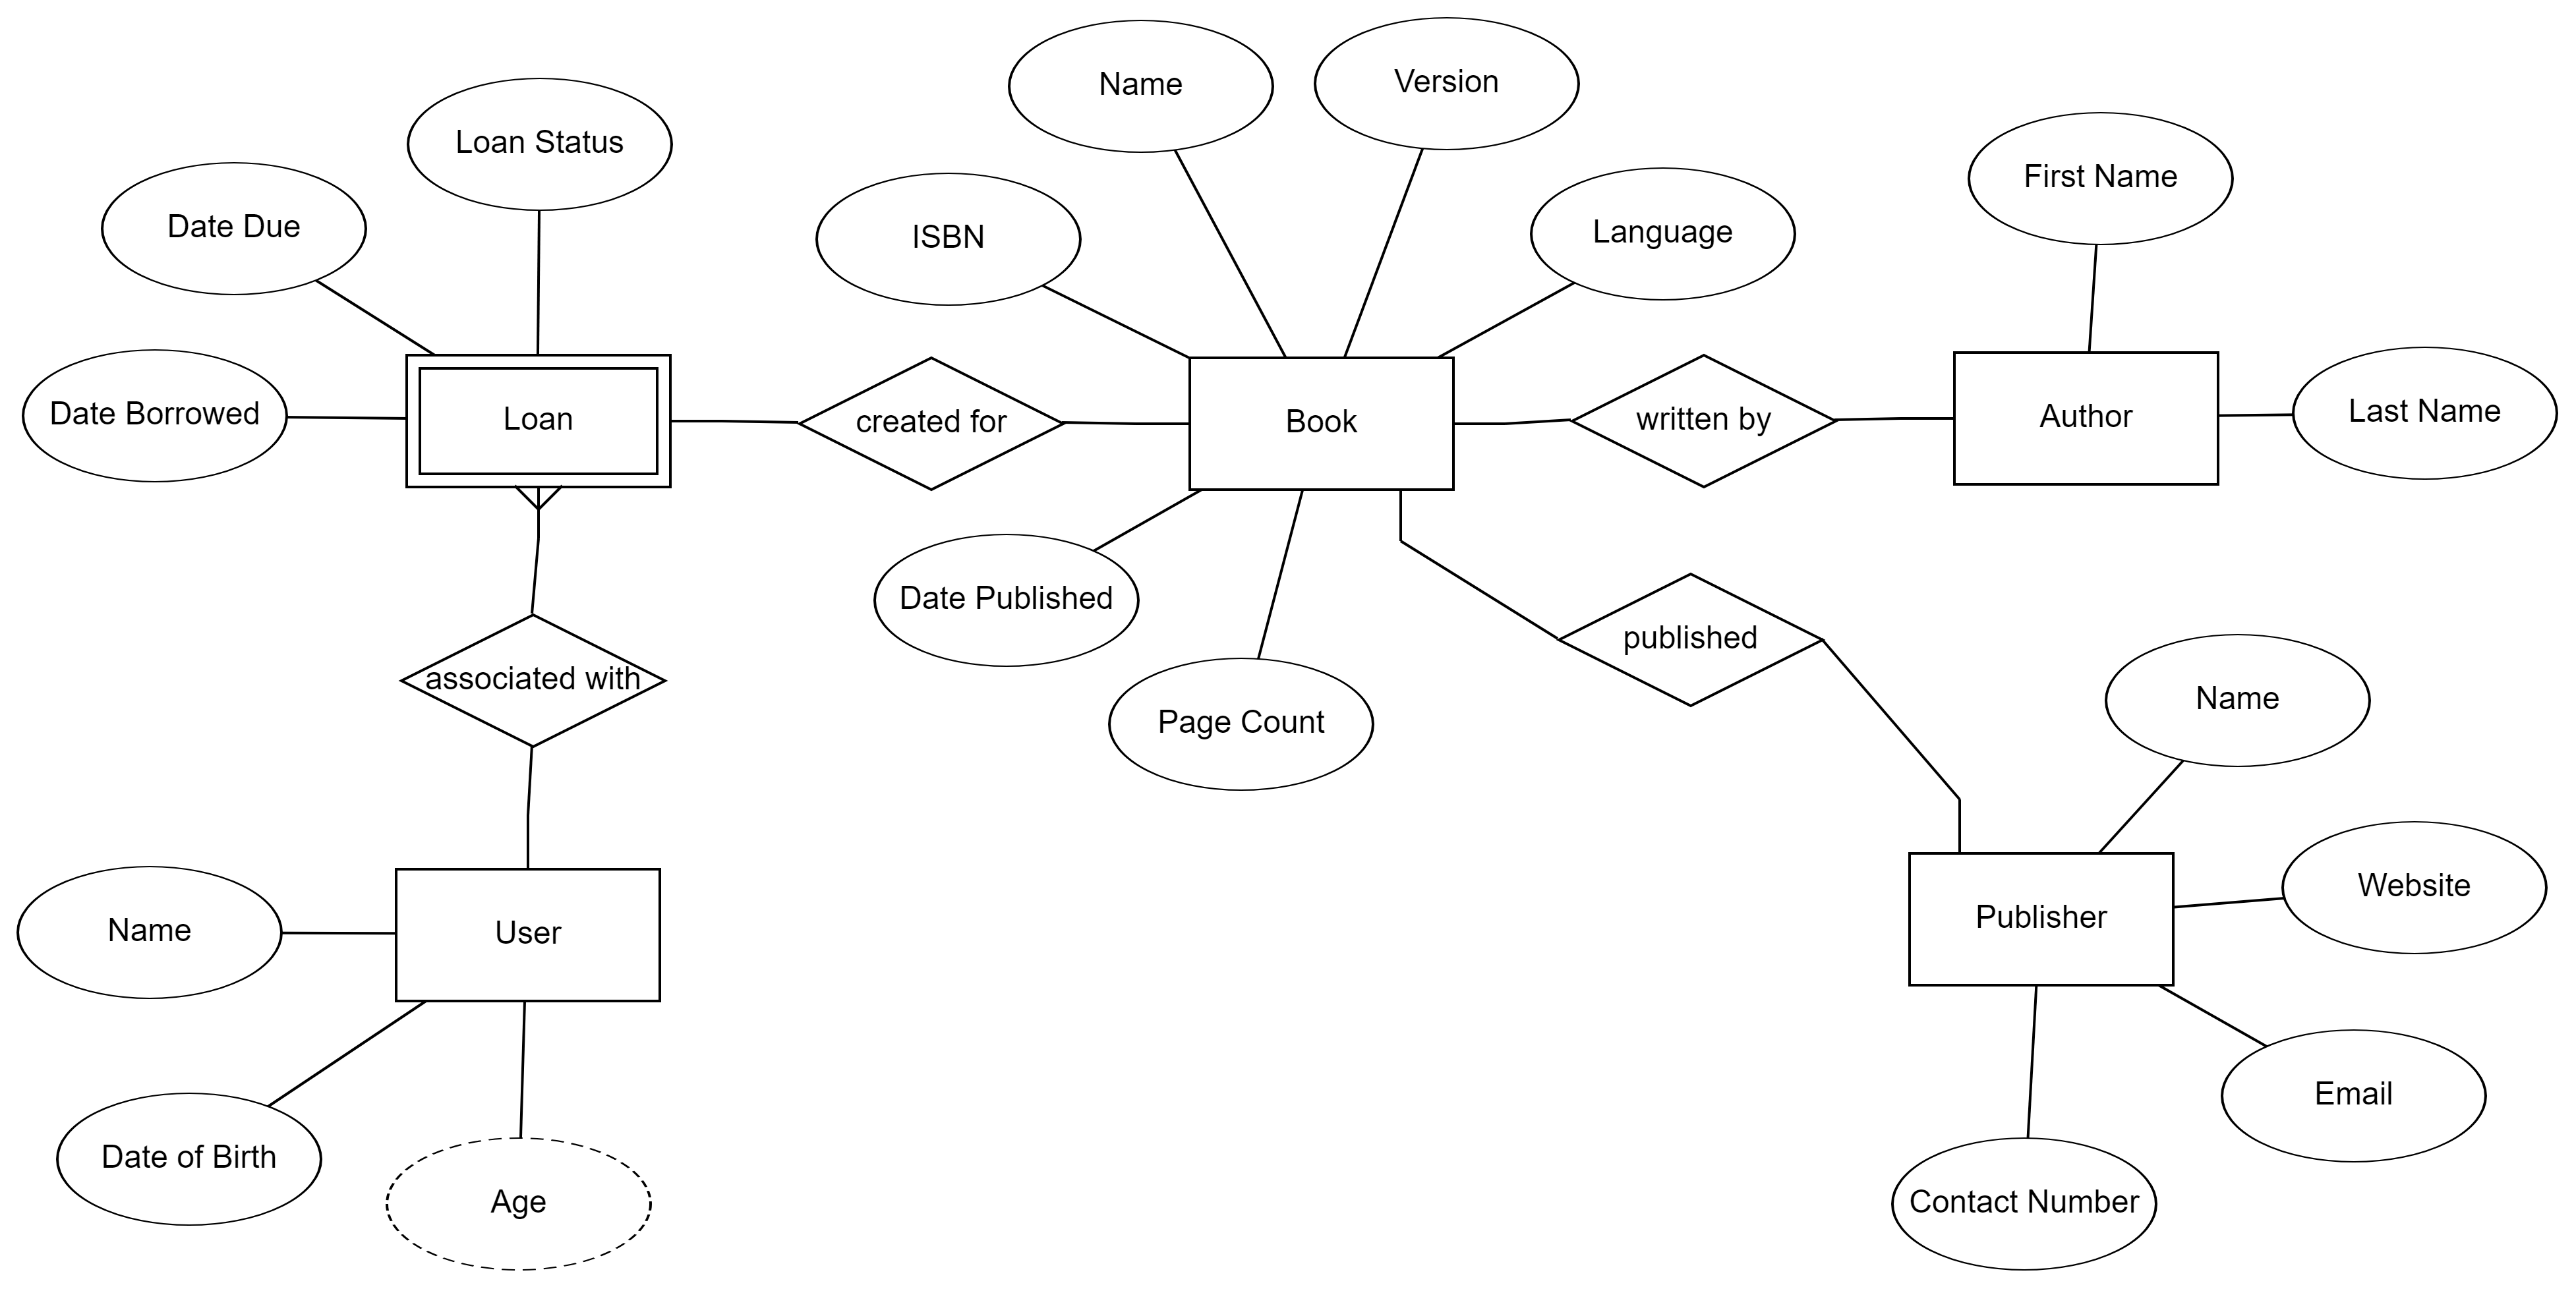 Name
Version
Loan Status
First Name
Date Due
ISBN
Language
Date Borrowed
Loan
created for
Book
written by
Author
Last Name
Date Published
published
associated with
Page Count
Name
Name
User
Publisher
Website
Date of Birth
Age
Email
Contact Number